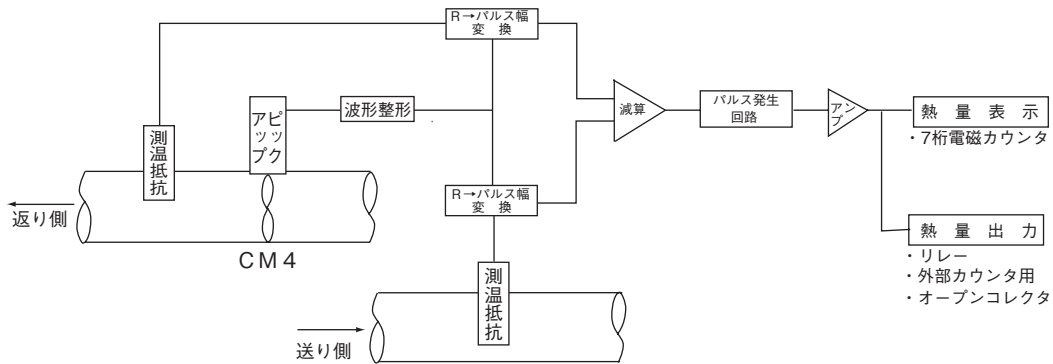 R→パルス幅
変　換
波形整形
ピックアップ
測温抵抗
減算
パルス発生
回路
アンプ
熱　量　表　示
・7桁電磁カウンタ
返り側
CM4
R→パルス幅
変　換
熱　量　出　力
・リレー
・外部カウンタ用
・オープンコレクタ
測温抵抗
送り側